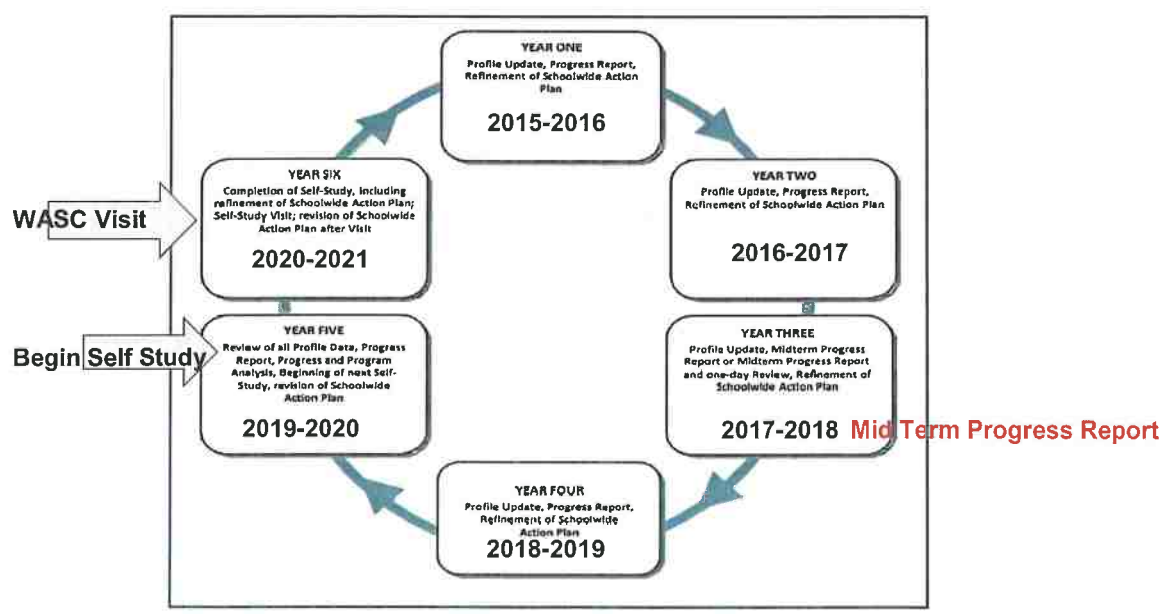 YEAR ONE
Profile Update, Progress Report,
Refinement of Schoolwide Action
Plan
2015-2016
YEAR TWO
Profile Update, Progress Report,
Refinement of Schoolwide Action Plan
2016-2017
YEAR THREE
Profile Update, Midterm Progress
Report or Midterm Progress Report
and one-day Review, Refinement of
Schoolwide Action Plan
2017-2018 Mid Term Progress Report
YEAR FOUR
Profile Update, Progress Report,
Refinement of Schoolwide
Action Plan
2018-2019
Begin Self Study
YEAR FIVE
Review of all Profile Data, Progress
Report, Progress and Program
Analysis, Beginning of next Self-
Study, revision of Schoolwide
Action Plan
2019-2020
WASC Visit
YEAR SIX
Completion of Self-Study, including
refinement of Schoolwide Action Plan;
Self-Study Visit; revision of Schoolwide
Action Plan after Visit
2020-2021